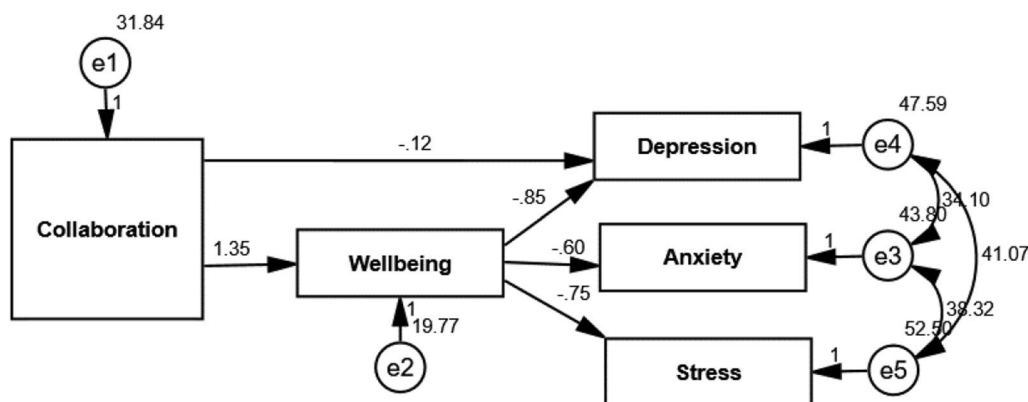 31.84
e1
1
Collaboration
-.12
1.35
Wellbeing
1
19.77
e2
-.85
-.60
-.75
Depression
1
47.59
e4
34.10
Anxiety
1
43.80
e3
41.07
38.32
Stress
1
52.50
e5